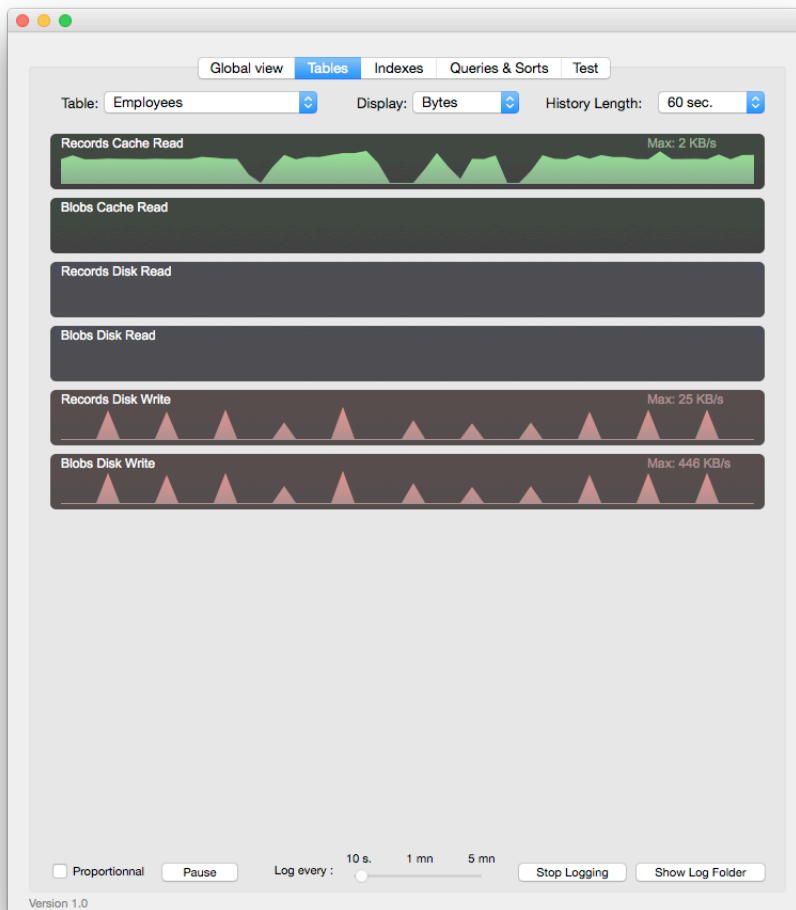 Global view Tables Indexes Queries & Sorts Test
Table: Employees Display: Bytes History Length: 60 sec.
Records Cache Read Max: 2 KB/s
Blobs Cache Read
Records Disk Read
Blobs Disk Read
Records Disk Write Max: 25 KB/s
Blobs Disk Write Max: 446 KB/s
10 s. 1 mn 5 mn
Proportionnal Pause Log every : Stop Logging Show Log Folder
Version 1.0